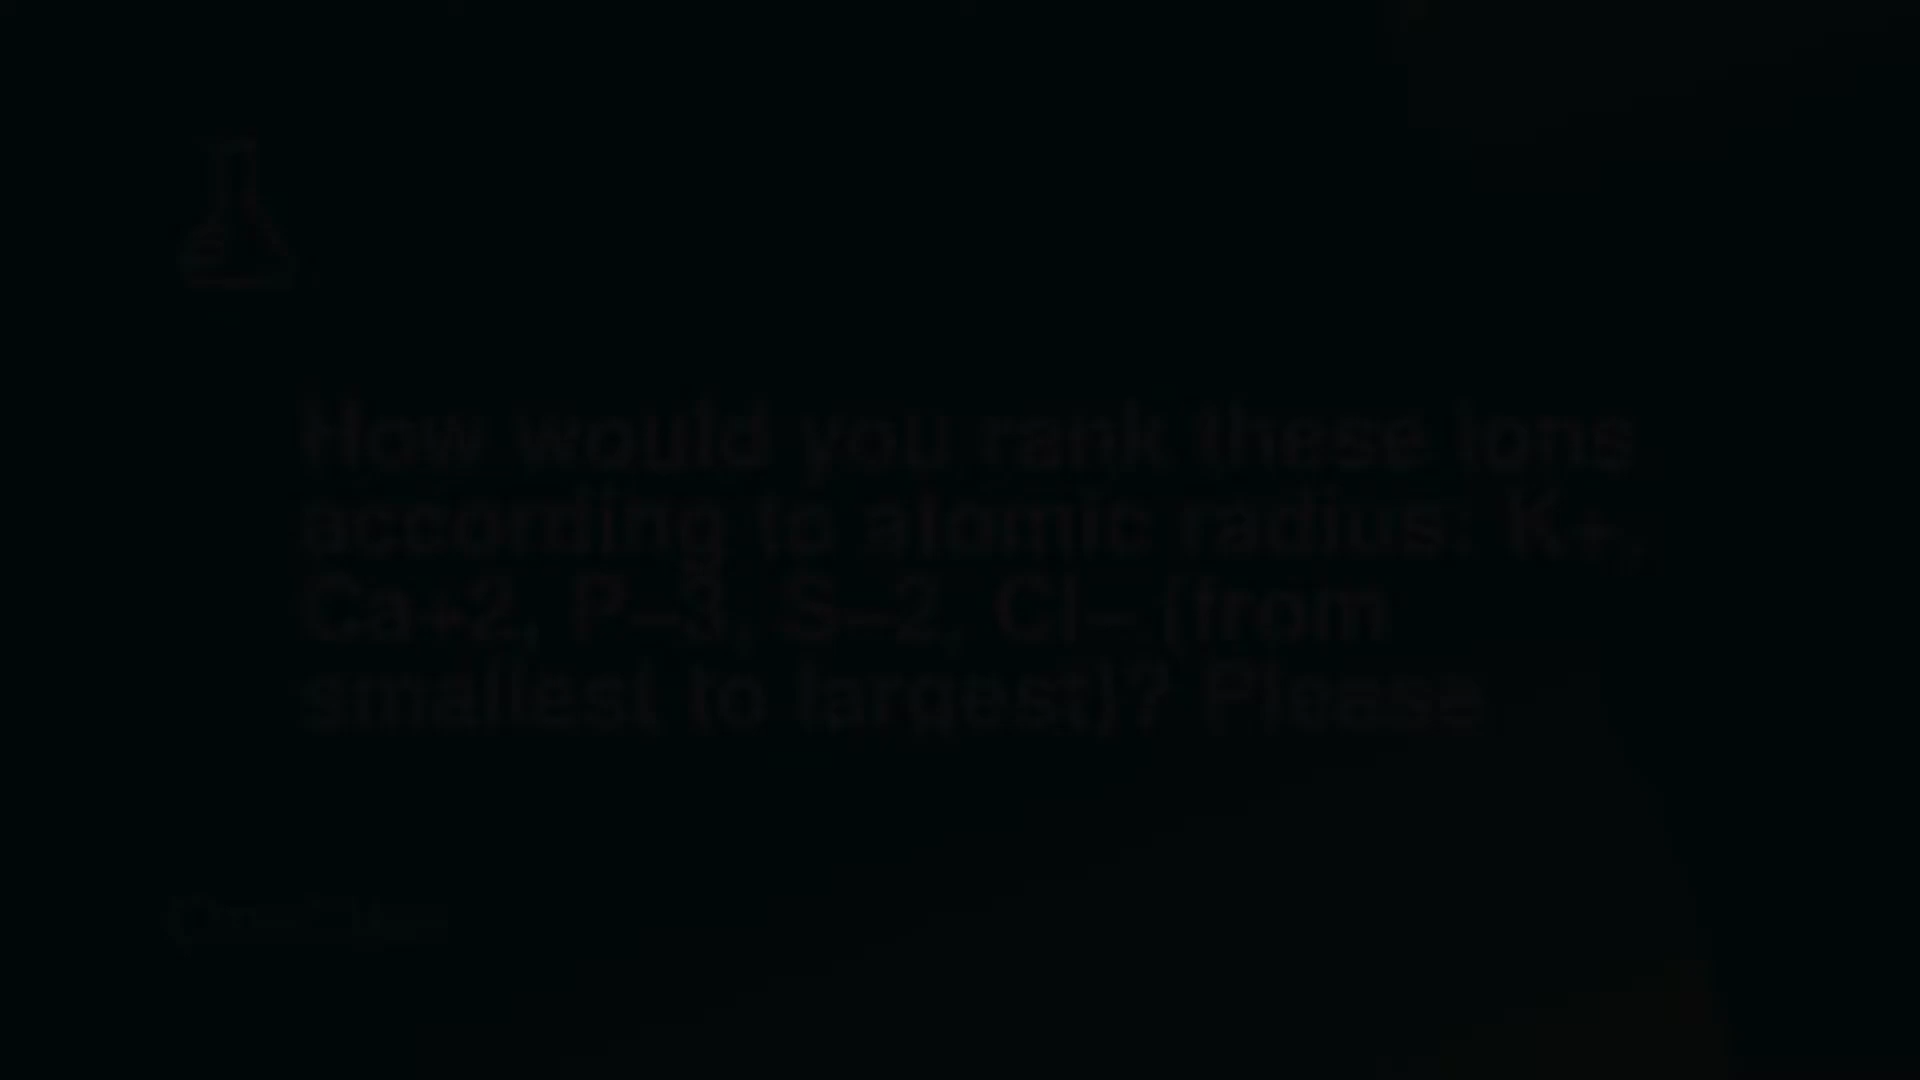 How would you rank these ions
according to atomic radius: K+,
Ca+2, P-3, S-2, Cl- (from
smallest to largest)? Please